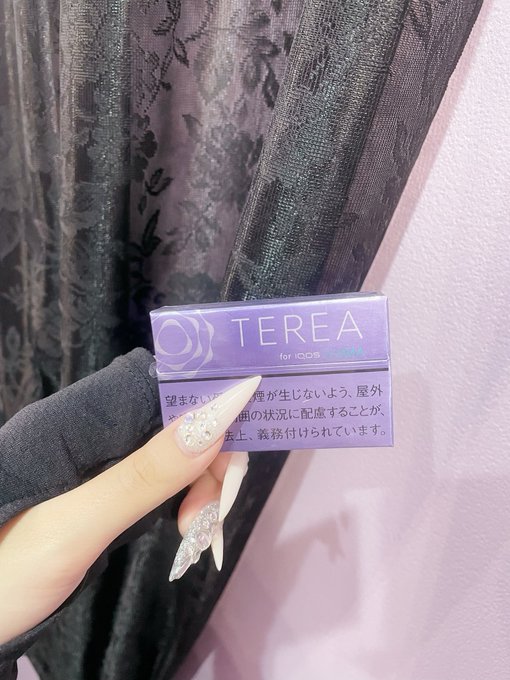 TEREA
for IQOS ILUMA
望まない 煙が生じないよう、屋外
や 囲の状況に配慮することが、
法上、義務付けられています。